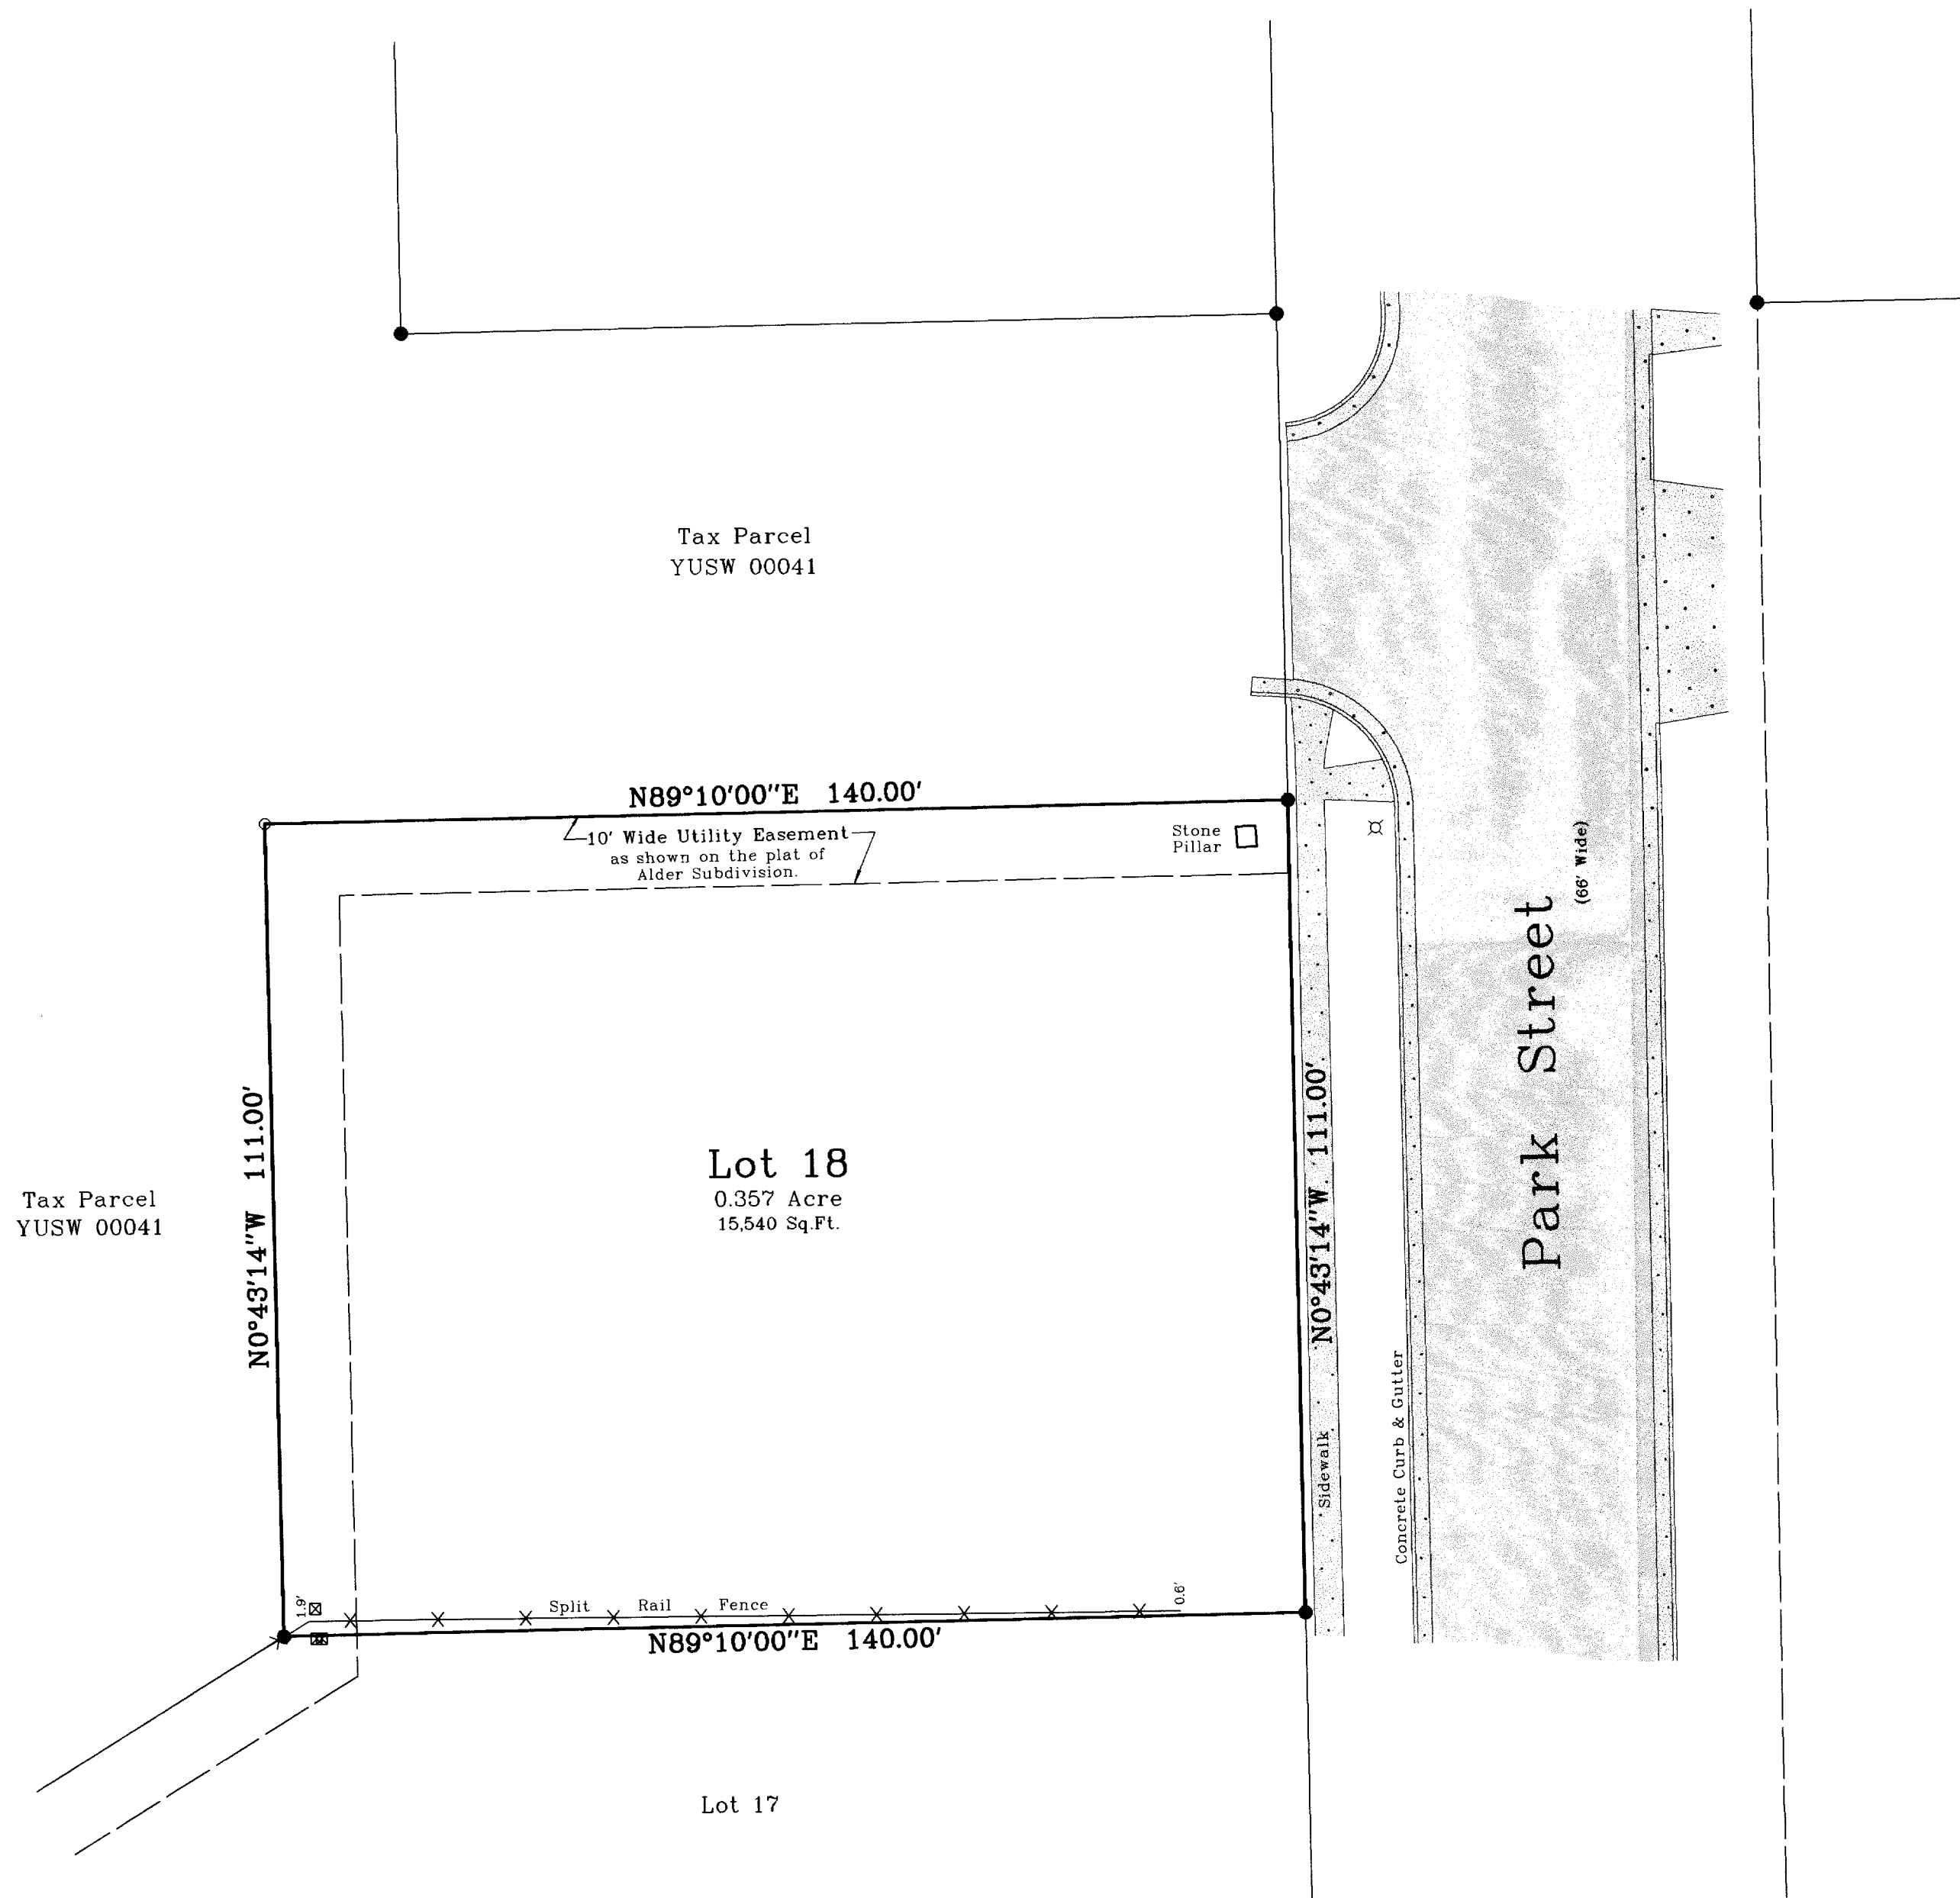 Tax Parcel
YUSW 00041
N89°10'00"E 140.00'
10' Wide Utility Easement
as shown on the plat of
Alder Subdivision.
Stone
Pillar
(66' Wide)
Park Street
N0°43'14"W 111.00'
Lot 18
0.357 Acre
15,540 Sq.Ft.
N0°43'14"W 111.00'
Tax Parcel
YUSW 00041
Sidewalk
Concrete Curb & Gutter
1.9'
Split Rail Fence
0.6'
N89°10'00"E 140.00'
Lot 17